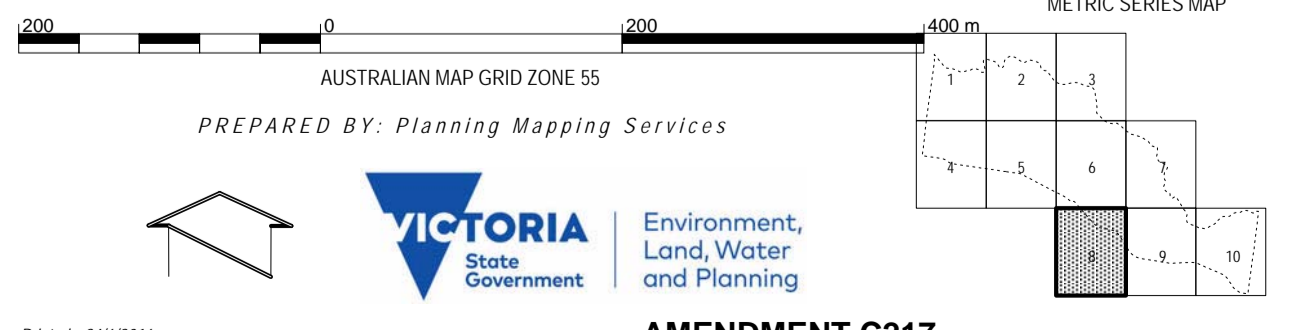 METRIC SERIES MAP
200 0 200 400 m
AUSTRALIAN MAP GRID ZONE 55
PREPARED BY: Planning Mapping Services
1 2 3
4 5 6 7
8 9 10
VICTORIA
State
Government
Environment,
Land, Water
and Planning
AMENDMENT C217